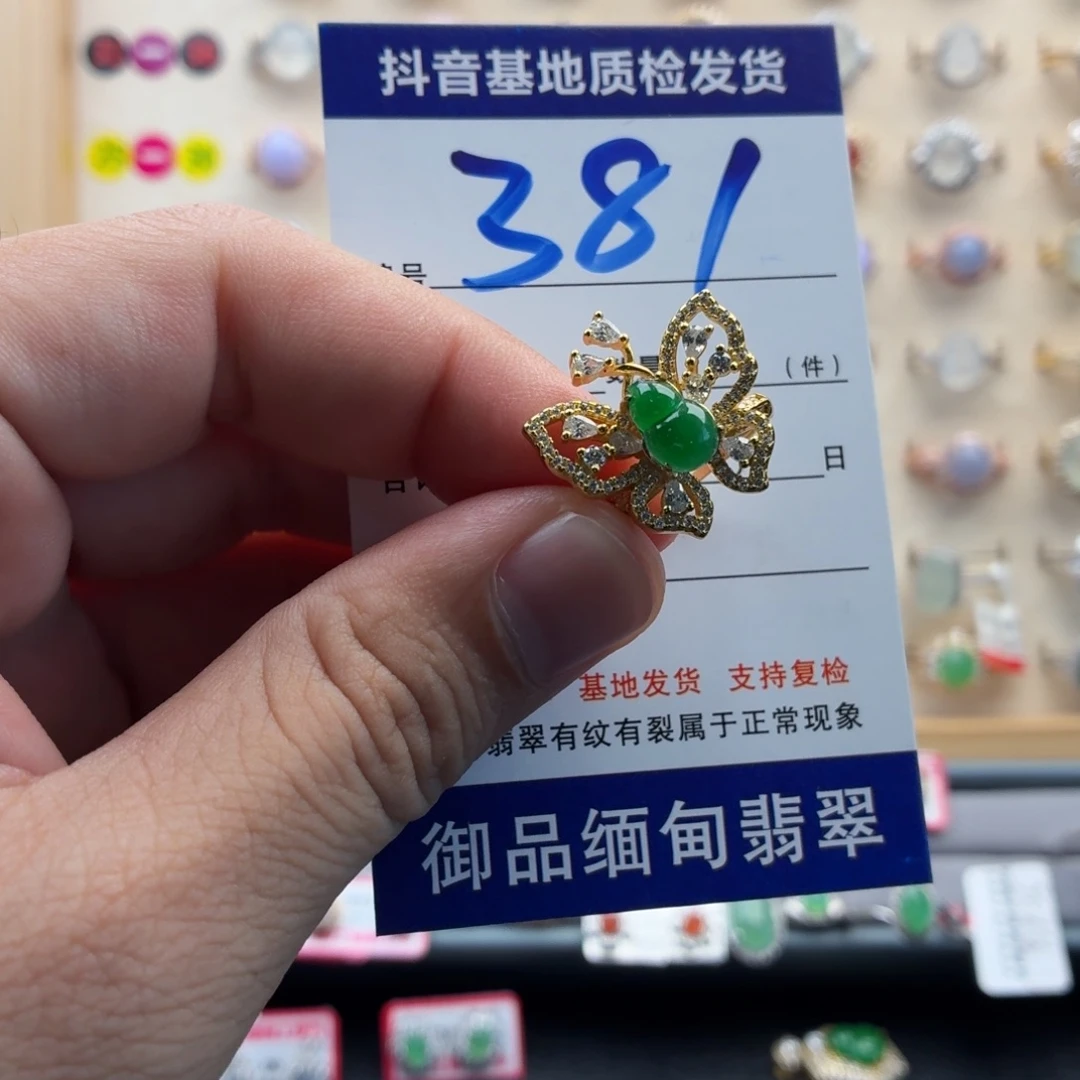 抖音基地质检发货
381
号
(件)
日
基地发货 支持复检
翡翠有纹有裂属于正常现象
御品缅甸翡翠